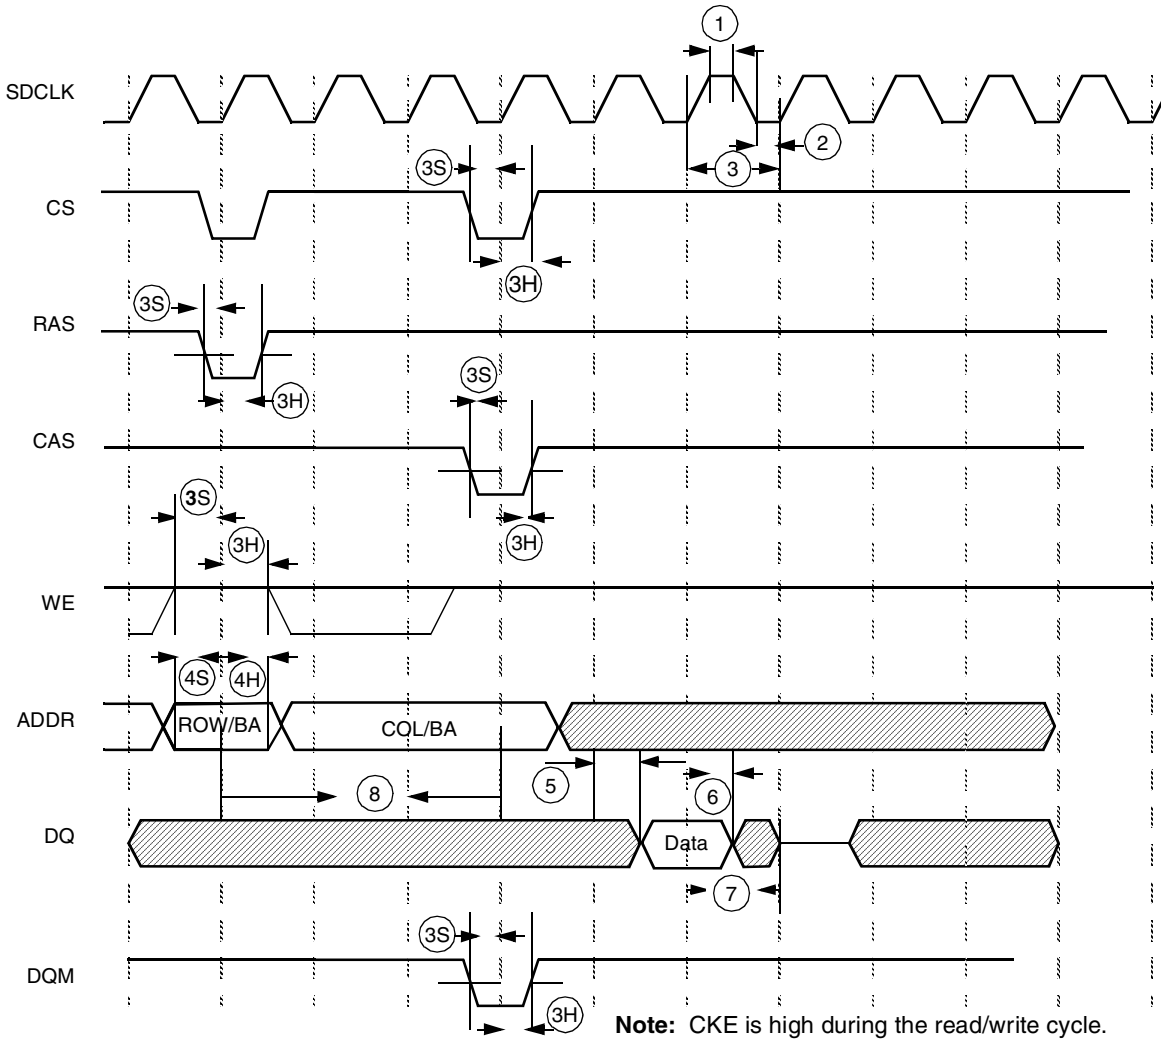 1
SDCLK
2
3
3S
CS
3H
3S
RAS
3S
3H
CAS
3S
3H
3H
WE
4S
4H
ADDR
ROW/BA
COL/BA
5
8
6
DQ
Data
7
3S
DQM
3H
Note: CKE is high during the read/write cycle.